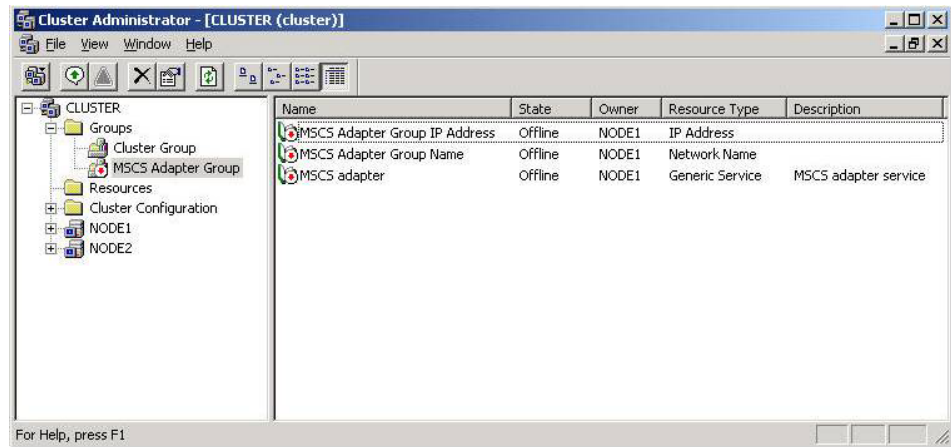 Cluster Administrator - [CLUSTER (cluster)]
File View Window Help
CLUSTER
Groups
Cluster Group
MSCS Adapter Group
Resources
Cluster Configuration
NODE1
NODE2
Name State Owner Resource Type Description
MSCS Adapter Group IP Address Offline NODE1 IP Address
MSCS Adapter Group Name Offline NODE1 Network Name
MSCS adapter Offline NODE1 Generic Service MSCS adapter service
For Help, press F1